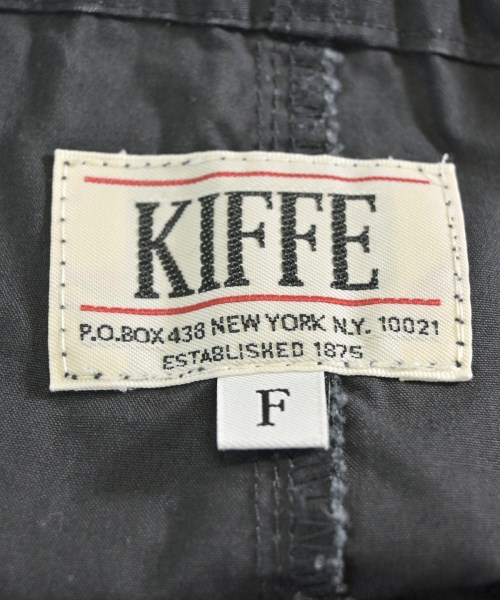 KIFFE
P.O.BOX 438 NEW YORK N.Y. 10021
ESTABLISHED 1875
F